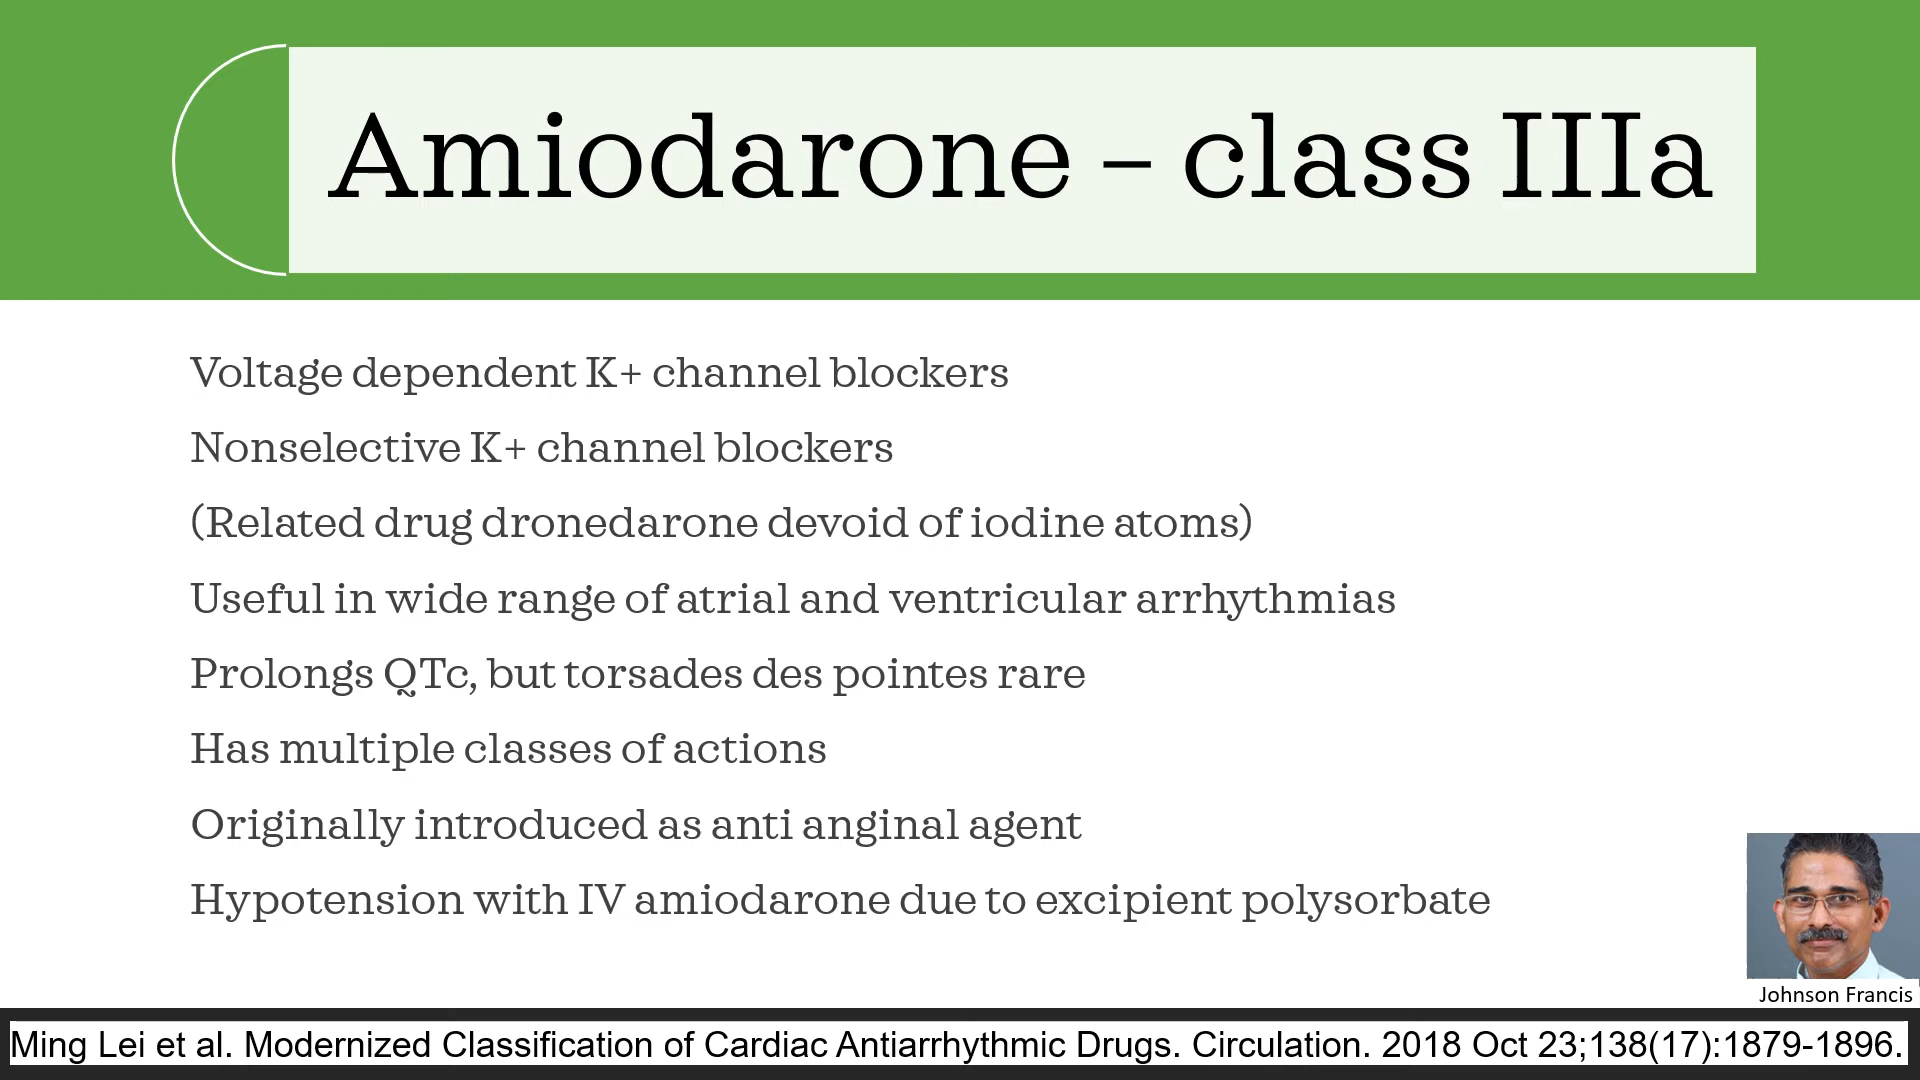 Amiodarone – class IIIa
Voltage dependent K+ channel blockers
Nonselective K+ channel blockers
(Related drug dronedarone devoid of iodine atoms)
Useful in wide range of atrial and ventricular arrhythmias
Prolongs QTc, but torsades des pointes rare
Has multiple classes of actions
Originally introduced as anti anginal agent
Hypotension with IV amiodarone due to excipient polysorbate
Johnson Francis
Ming Lei et al. Modernized Classification of Cardiac Antiarrhythmic Drugs. Circulation. 2018 Oct 23;138(17):1879-1896.